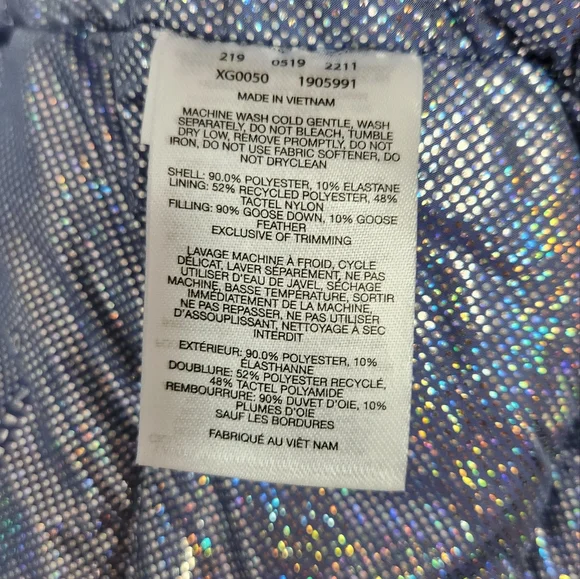 219 0519 2211
XG0050 1905991
MADE IN VIETNAM
MACHINE WASH COLD GENTLE, WASH
SEPARATELY, DO NOT BLEACH, TUMBLE
DRY LOW, REMOVE PROMPTLY, DO NOT
IRON, DO NOT USE FABRIC SOFTENER, DO
NOT DRYCLEAN
SHELL: 90.0% POLYESTER, 10% ELASTANE
LINING: 52% RECYCLED POLYESTER, 48%
TACTEL NYLON
FILLING: 90% GOOSE DOWN, 10% GOOSE
FEATHER
EXCLUSIVE OF TRIMMING
LAVAGE MACHINE À FROID, CYCLE
DÉLICAT, LAVER SÉPARÉMENT, NE PAS
UTILISER D'EAU DE JAVEL, SÉCHAGE
MACHINE, BASSE TEMPÉRATURE, SORTIR
IMMÉDIATEMENT DE LA MACHINE,
NE PAS REPASSER, NE PAS UTILISER
D'ASSOUPLISSANT, NETTOYAGE À SEC
INTERDIT
EXTÉRIEUR: 90.0% POLYESTER, 10%
ÉLASTHANNE
DOUBLURE: 52% POLYESTER RECYCLÉ,
48% TACTEL POLYAMIDE
REMBOURRURE: 90% DUVET D'OIE, 10%
PLUMES D'OIE
SAUF LES BORDURES
FABRIQUÉ AU VIÊT NAM